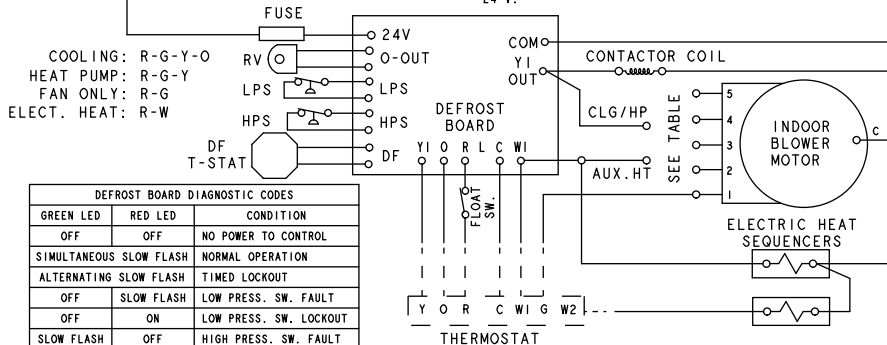 24 V.
FUSE
24V
COM
COOLING: R-G-Y-O
HEAT PUMP: R-G-Y
FAN ONLY: R-G
ELECT. HEAT: R-W
RV
O-OUT
Y1
OUT
CONTACTOR COIL
LPS
LPS
HPS
HPS
DEFROST
BOARD
CLG/HP
SEE TABLE
5
4
3
2
1
INDOOR
BLOWER
MOTOR
C
DF
T-STAT
DF
Y1 O R L C W1
AUX.HT
FLOAT
SW.
ELECTRIC HEAT
SEQUENCERS
DEFROST BOARD DIAGNOSTIC CODES
GREEN LED RED LED CONDITION
OFF OFF NO POWER TO CONTROL
SIMULTANEOUS SLOW FLASH NORMAL OPERATION
ALTERNATING SLOW FLASH TIMED LOCKOUT
OFF SLOW FLASH LOW PRESS. SW. FAULT
OFF ON LOW PRESS. SW. LOCKOUT
SLOW FLASH OFF HIGH PRESS. SW. FAULT
Y O R C W1 G W2
THERMOSTAT